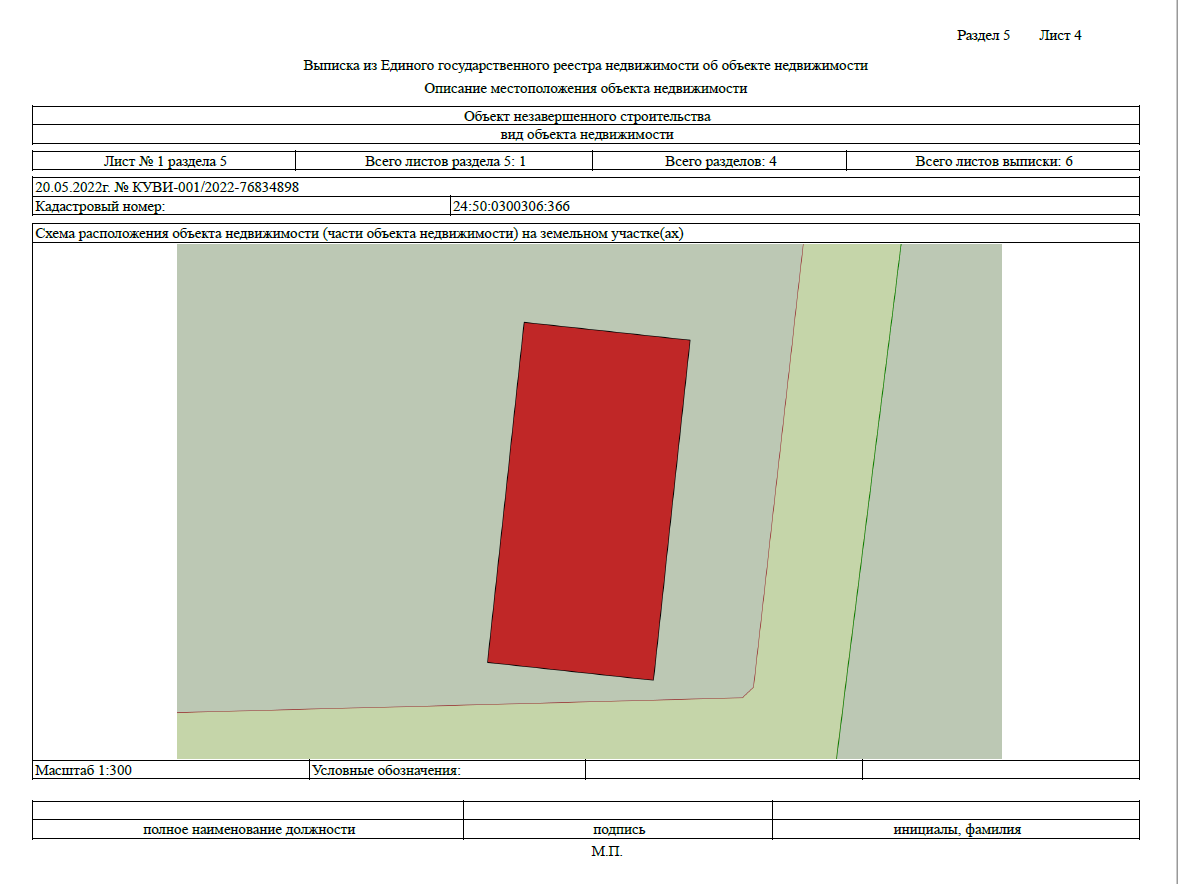 Раздел 5 Лист 4
Выписка из Единого государственного реестра недвижимости об объекте недвижимости
Описание местоположения объекта недвижимости
Объект незавершенного строительства
вид объекта недвижимости
Лист № 1 раздела 5 Всего листов раздела 5: 1 Всего разделов: 4 Всего листов выписки: 6
20.05.2022г. № КУВИ-001/2022-76834898
Кадастровый номер: 24:50:0300306:366
Схема расположения объекта недвижимости (части объекта недвижимости) на земельном участке(ах)
Масштаб 1:300 Условные обозначения:
полное наименование должности подпись инициалы, фамилия
М.П.